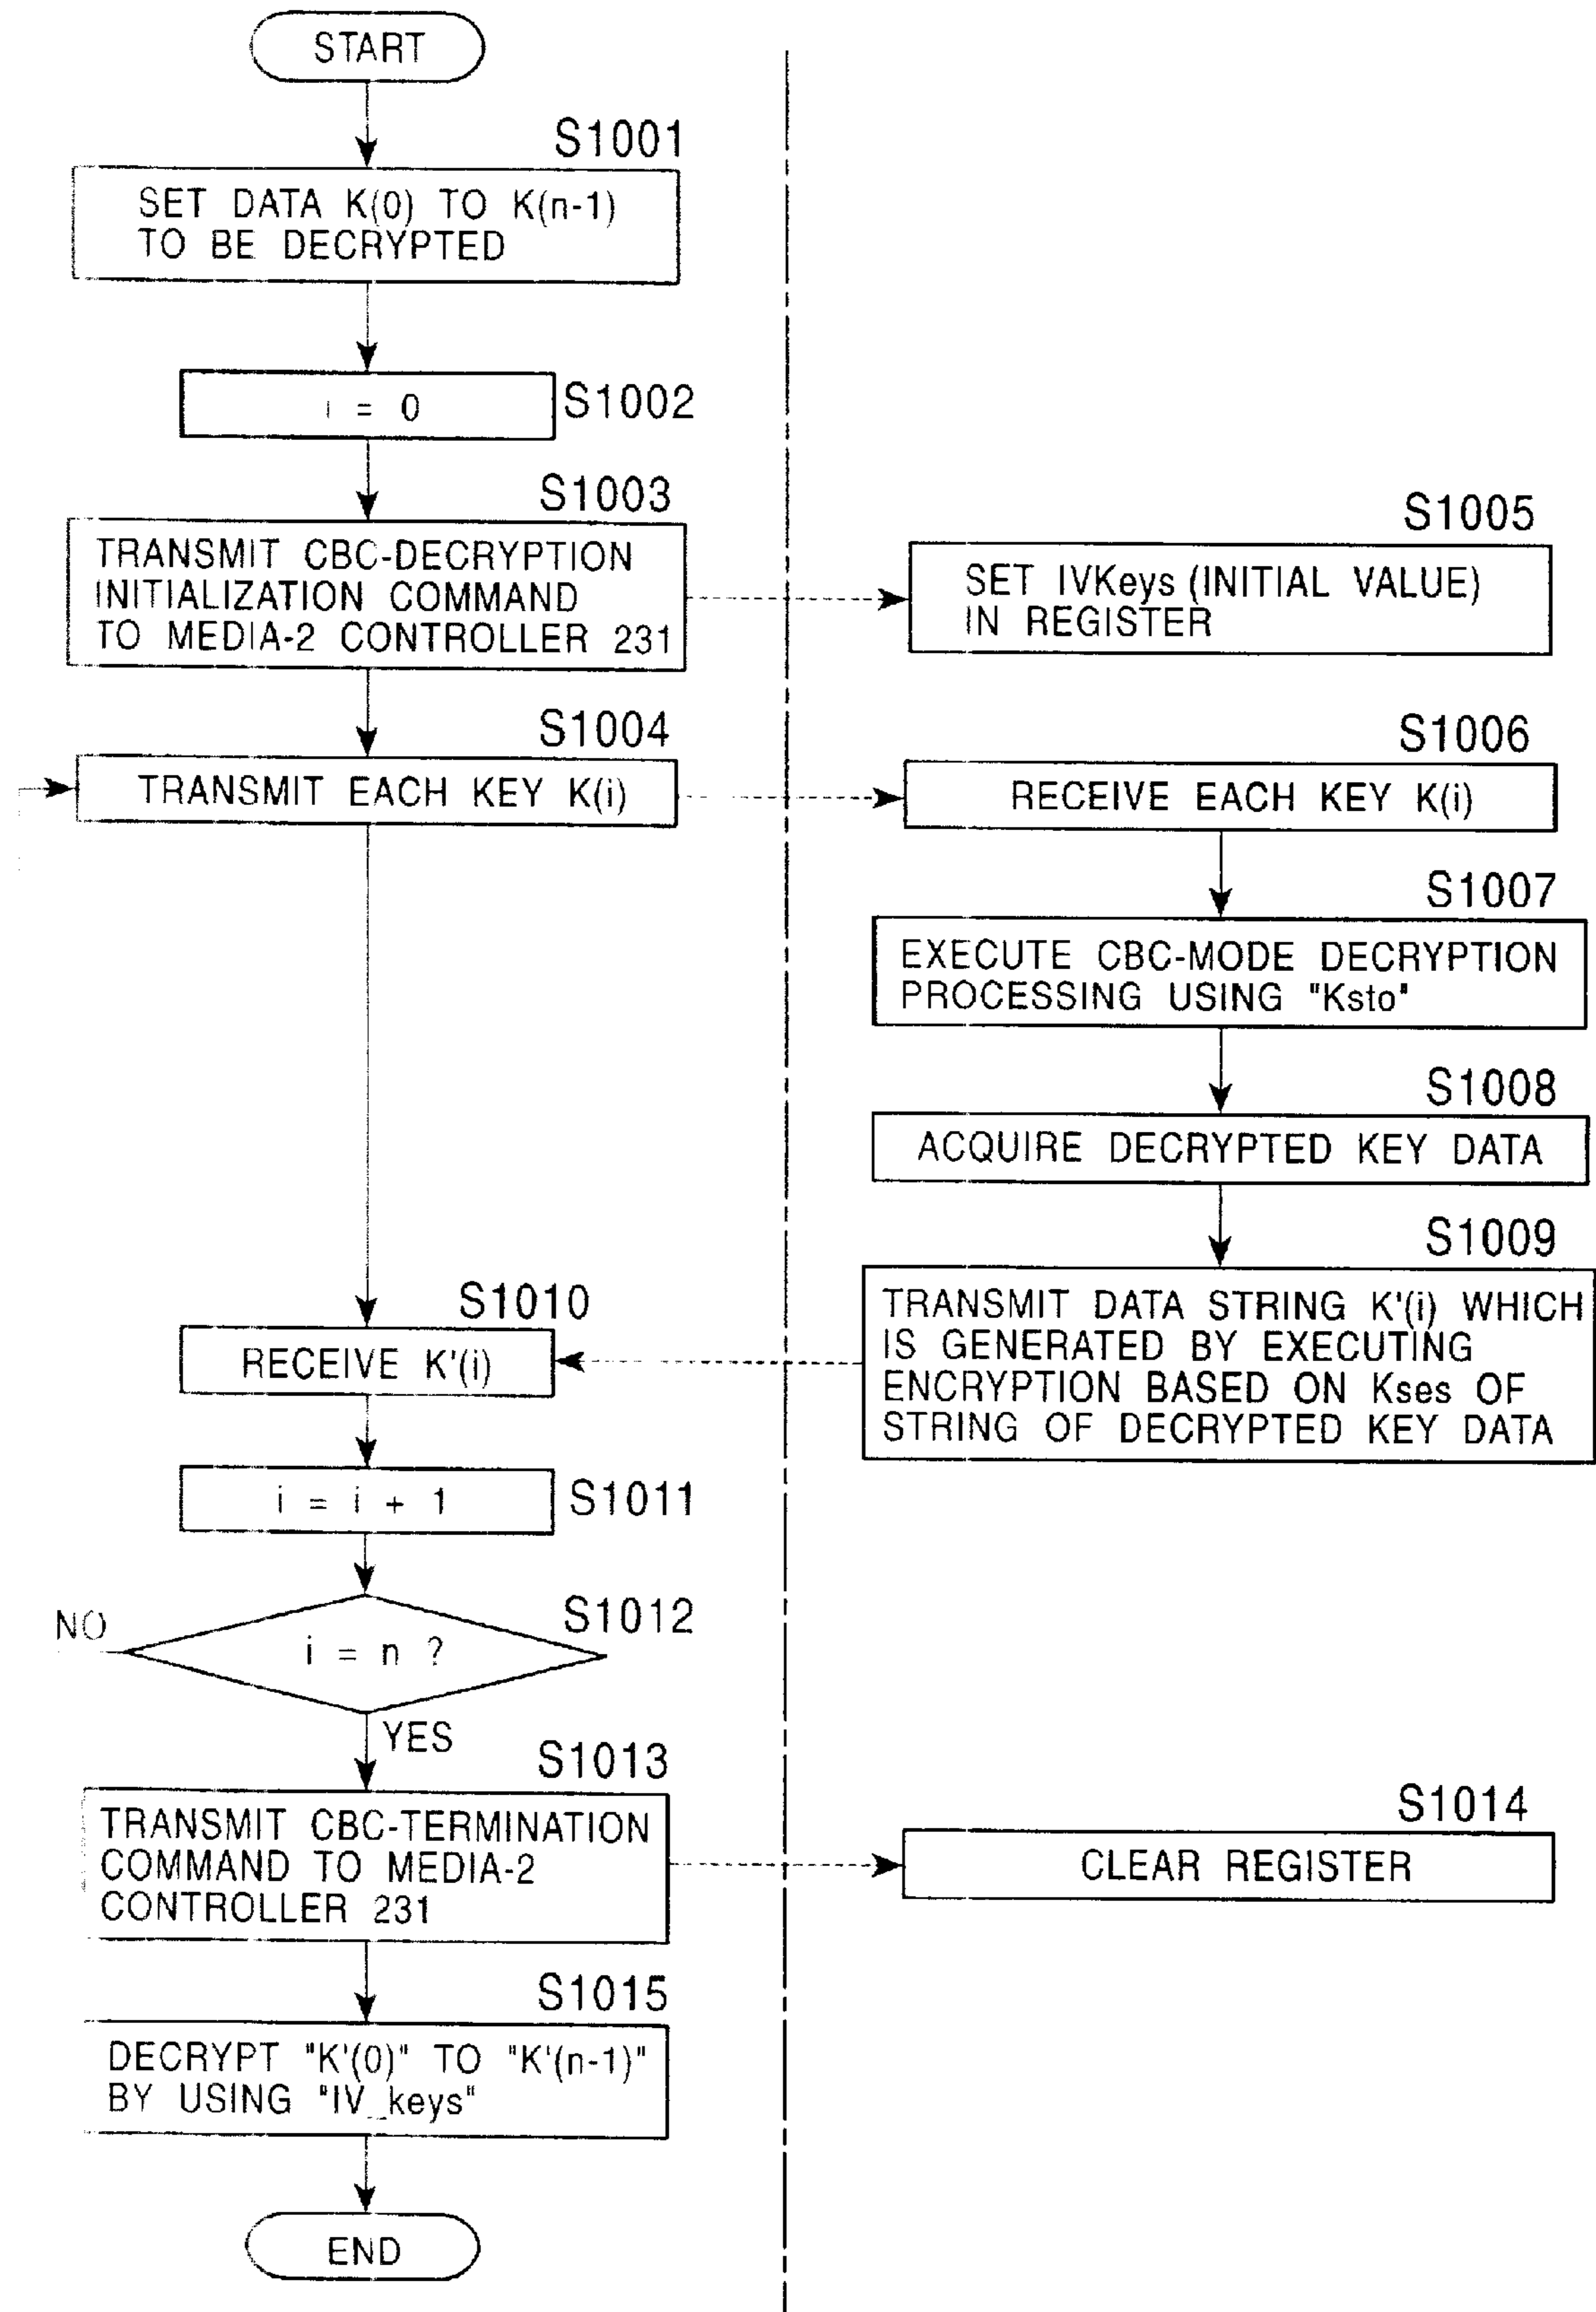 START
S1001
SET DATA K(0) TO K(n-1)
TO BE DECRYPTED
i = 0
S1002
S1003
TRANSMIT CBC-DECRYPTION
INITIALIZATION COMMAND
TO MEDIA-2 CONTROLLER 231
S1005
SET IVKeys (INITIAL VALUE)
IN REGISTER
S1004
TRANSMIT EACH KEY K(i)
S1006
RECEIVE EACH KEY K(i)
S1007
EXECUTE CBC-MODE DECRYPTION
PROCESSING USING "Ksto"
S1008
ACQUIRE DECRYPTED KEY DATA
S1009
TRANSMIT DATA STRING K'(i) WHICH
IS GENERATED BY EXECUTING
ENCRYPTION BASED ON Kses OF
STRING OF DECRYPTED KEY DATA
S1010
RECEIVE K'(i)
i = i + 1
S1011
S1012
NO
i = n ?
YES
S1013
TRANSMIT CBC-TERMINATION
COMMAND TO MEDIA-2
CONTROLLER 231
S1014
CLEAR REGISTER
S1015
DECRYPT "K'(0)" TO "K'(n-1)"
BY USING "IV_keys"
END